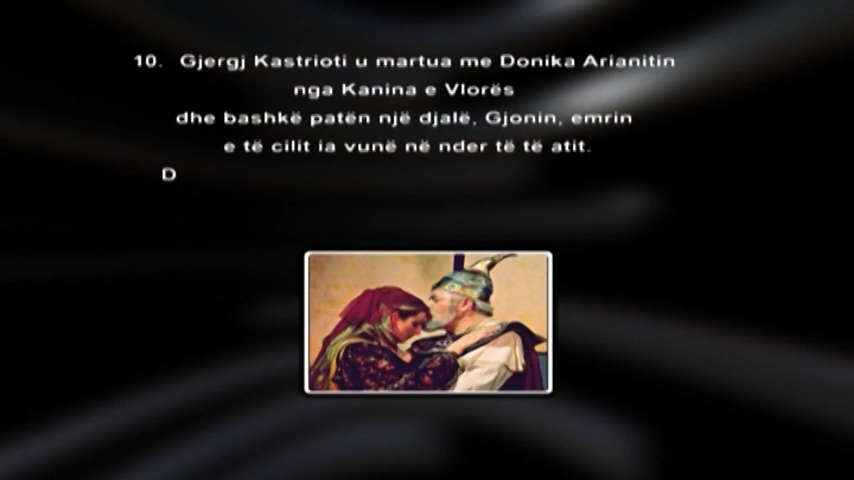 10. Gjergj Kastrioti u martua me Donika Arianitin
nga Kanina e Vlorës
dhe bashkë patën një djalë, Gjonin, emrin
e të cilit ia vunë në nder të të atit.
D